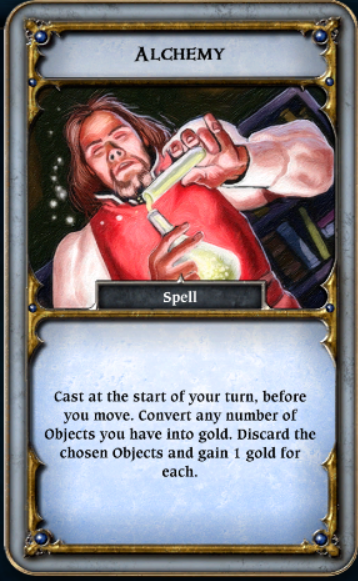 ALCHEMY
Spell
Cast at the start of your turn, before
you move. Convert any number of
Objects you have into gold. Discard the
chosen Objects and gain 1 gold for
each.